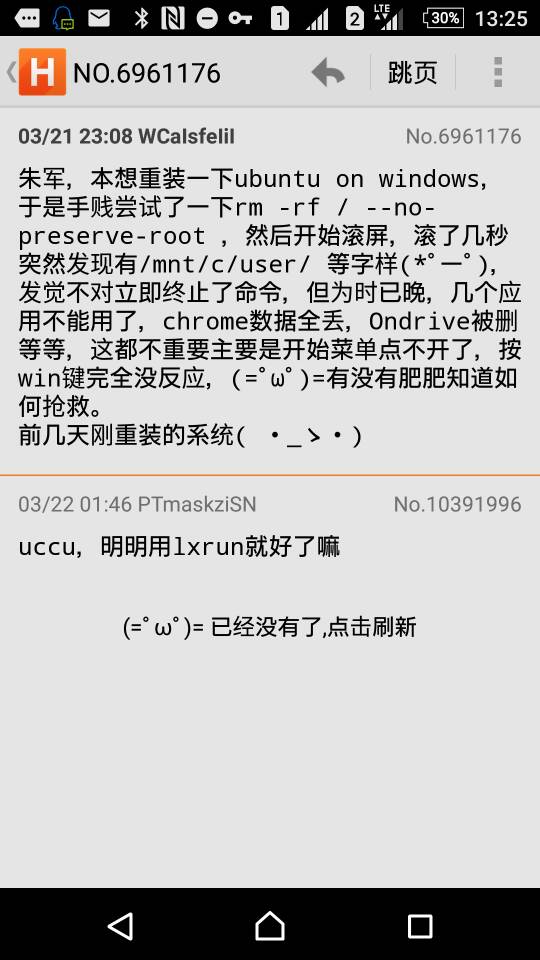 1
2
LTE
30%
13:25
H
NO.6961176
跳页
03/21 23:08 WCaIsfeliI
No.6961176
朱军，本想重装一下ubuntu on windows，
于是手贱尝试了一下rm -rf / --no-
preserve-root ，然后开始滚屏，滚了几秒
突然发现有/mnt/c/user/ 等字样(*ﾟーﾟ)，
发觉不对立即终止了命令，但为时已晚，几个应
用不能用了，chrome数据全丢，Ondrive被删
等等，这都不重要主要是开始菜单点不开了，按
win键完全没反应，(=ﾟωﾟ)=有没有肥肥知道如
何抢救。
前几天刚重装的系统( ・_ゝ・)
03/22 01:46 PTmaskziSN
No.10391996
uccu，明明用lxrun就好了嘛
(=ﾟωﾟ)= 已经没有了,点击刷新